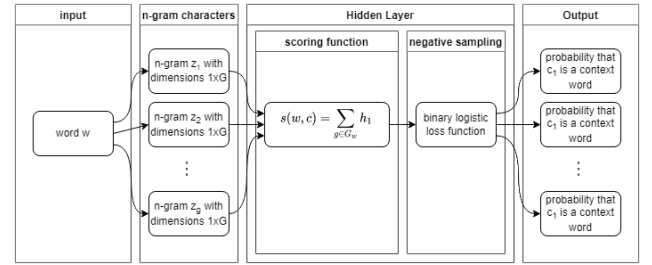 input
n-gram characters
Hidden Layer
Output
scoring function
negative sampling
word w
n-gram z₁ with
dimensions 1xG
n-gram z₂ with
dimensions 1xG
⋮
n-gram z_g with
dimensions 1xG
s(w, c) = ∑_{g∈G_w} h₁
binary logistic
loss function
probability that
c₁ is a context
word
probability that
c₁ is a context
word
⋮
probability that
c₁ is a context
word